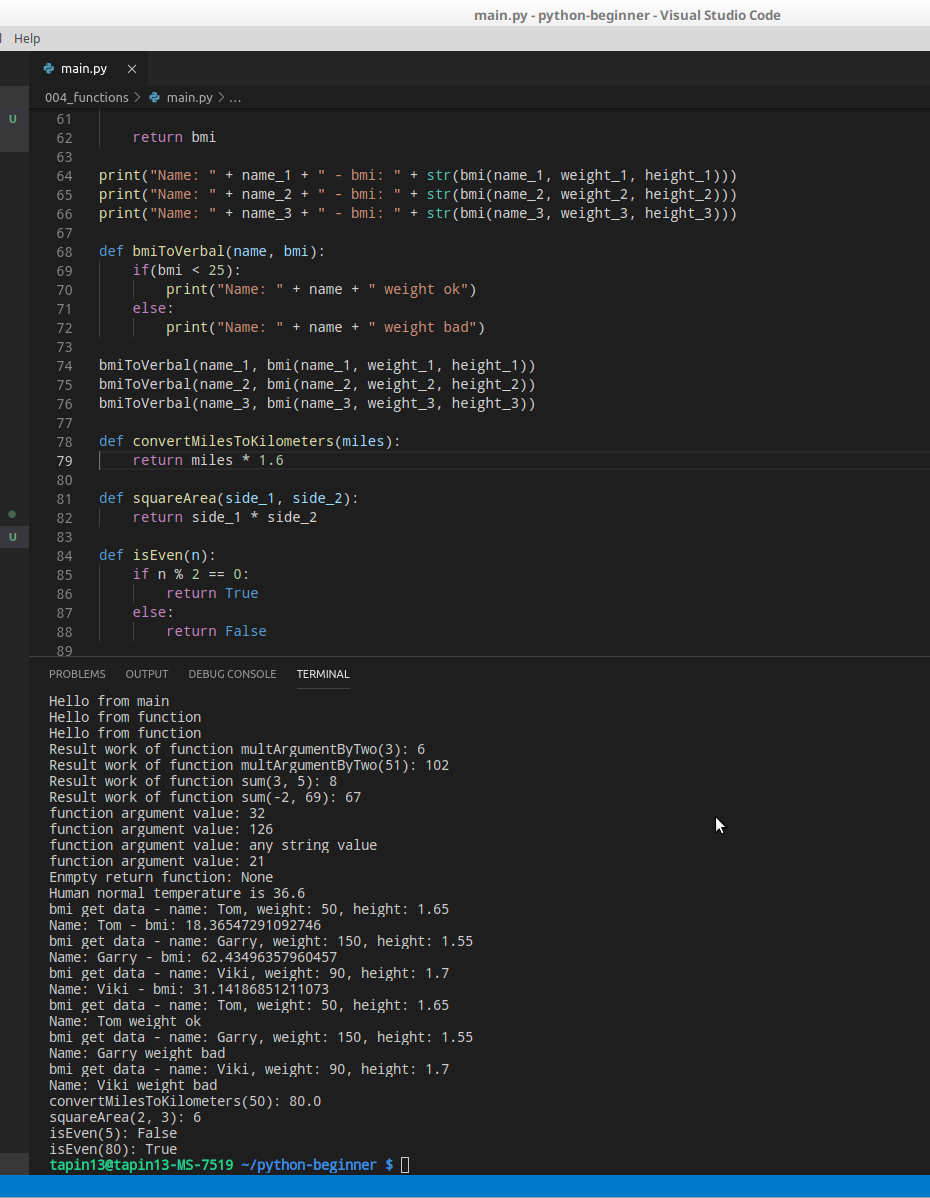 main.py - python-beginner - Visual Studio Code
Help
main.py
004_functions > main.py > ...
U
61
62 return bmi
63
64 print("Name: " + name_1 + " - bmi: " + str(bmi(name_1, weight_1, height_1)))
65 print("Name: " + name_2 + " - bmi: " + str(bmi(name_2, weight_2, height_2)))
66 print("Name: " + name_3 + " - bmi: " + str(bmi(name_3, weight_3, height_3)))
67
68 def bmiToVerbal(name, bmi):
69 if(bmi < 25):
70 print("Name: " + name + " weight ok")
71 else:
72 print("Name: " + name + " weight bad")
73
74 bmiToVerbal(name_1, bmi(name_1, weight_1, height_1))
75 bmiToVerbal(name_2, bmi(name_2, weight_2, height_2))
76 bmiToVerbal(name_3, bmi(name_3, weight_3, height_3))
77
78 def convertMilesToKilometers(miles):
79 return miles * 1.6
80
81 def squareArea(side_1, side_2):
82 return side_1 * side_2
83
U
84 def isEven(n):
85 if n % 2 == 0:
86 return True
87 else:
88 return False
89
PROBLEMS OUTPUT DEBUG CONSOLE TERMINAL
Hello from main
Hello from function
Hello from function
Result work of function multArgumentByTwo(3): 6
Result work of function multArgumentByTwo(51): 102
Result work of function sum(3, 5): 8
Result work of function sum(-2, 69): 67
function argument value: 32
function argument value: 126
function argument value: any string value
function argument value: 21
Enmpty return function: None
Human normal temperature is 36.6
bmi get data - name: Tom, weight: 50, height: 1.65
Name: Tom - bmi: 18.36547291092746
bmi get data - name: Garry, weight: 150, height: 1.55
Name: Garry - bmi: 62.43496357960457
bmi get data - name: Viki, weight: 90, height: 1.7
Name: Viki - bmi: 31.14186851211073
bmi get data - name: Tom, weight: 50, height: 1.65
Name: Tom weight ok
bmi get data - name: Garry, weight: 150, height: 1.55
Name: Garry weight bad
bmi get data - name: Viki, weight: 90, height: 1.7
Name: Viki weight bad
convertMilesToKilometers(50): 80.0
squareArea(2, 3): 6
isEven(5): False
isEven(80): True
tapin13@tapin13-MS-7519 ~/python-beginner $